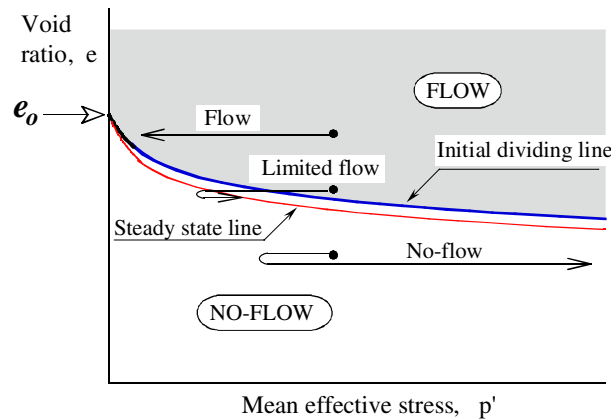 Void
ratio, e
FLOW
e₀
Flow
Initial dividing line
Limited flow
Steady state line
No-flow
NO-FLOW
Mean effective stress, p'